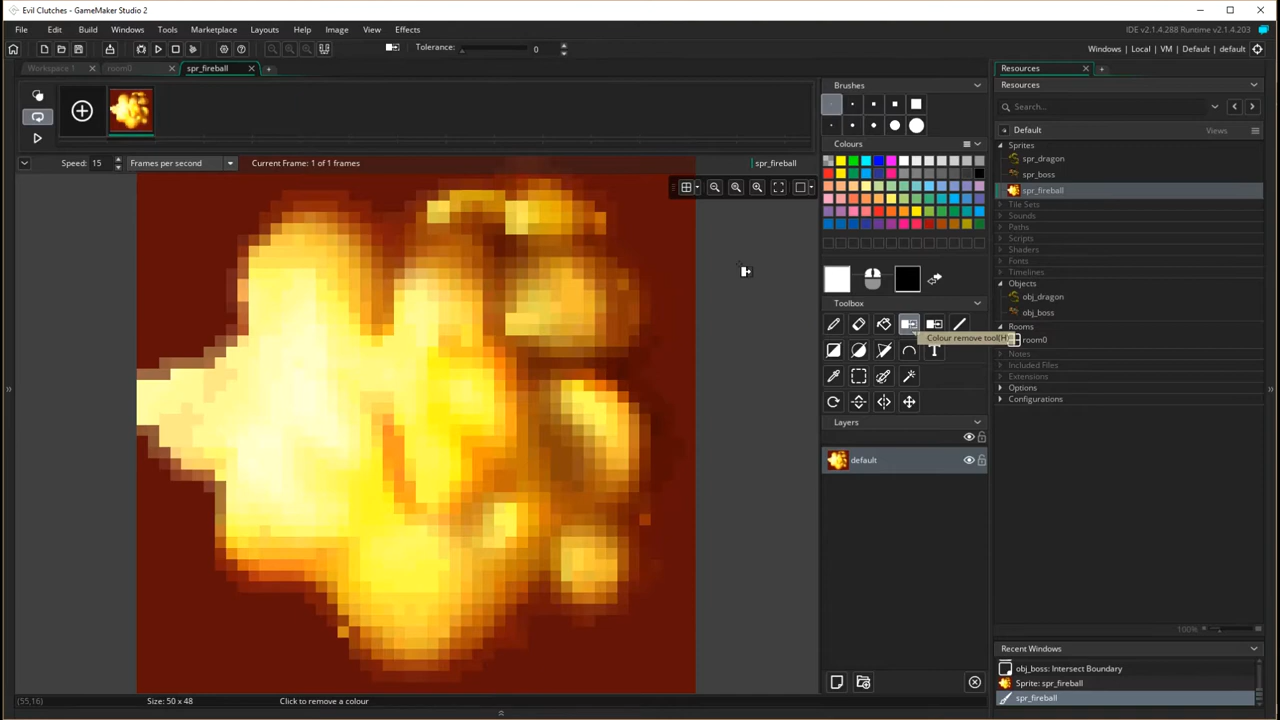 Evil Clutches - GameMaker Studio 2
File Edit Build Windows Tools Marketplace Layouts Help Image View Effects
IDE v2.1.4.288 Runtime v2.1.4.203
Tolerance: 0
Windows | Local | VM | Default | default
Workspace 1 room0 spr_fireball
Speed: 15 Frames per second
Current Frame: 1 of 1 frames
spr_fireball
(55,16) Size: 50 x 48 Click to remove a colour
Brushes
Colours
Toolbox
Colour remove tool(H)
T
Layers
default
Resources
Resources
Search...
Default Views
Sprites
spr_dragon
spr_boss
spr_fireball
Tile Sets
Sounds
Paths
Scripts
Shaders
Fonts
Timelines
Objects
obj_dragon
obj_boss
Rooms
room0
Notes
Included Files
Extensions
Options
Configurations
100%
Recent Windows
obj_boss: Intersect Boundary
Sprite: spr_fireball
spr_fireball